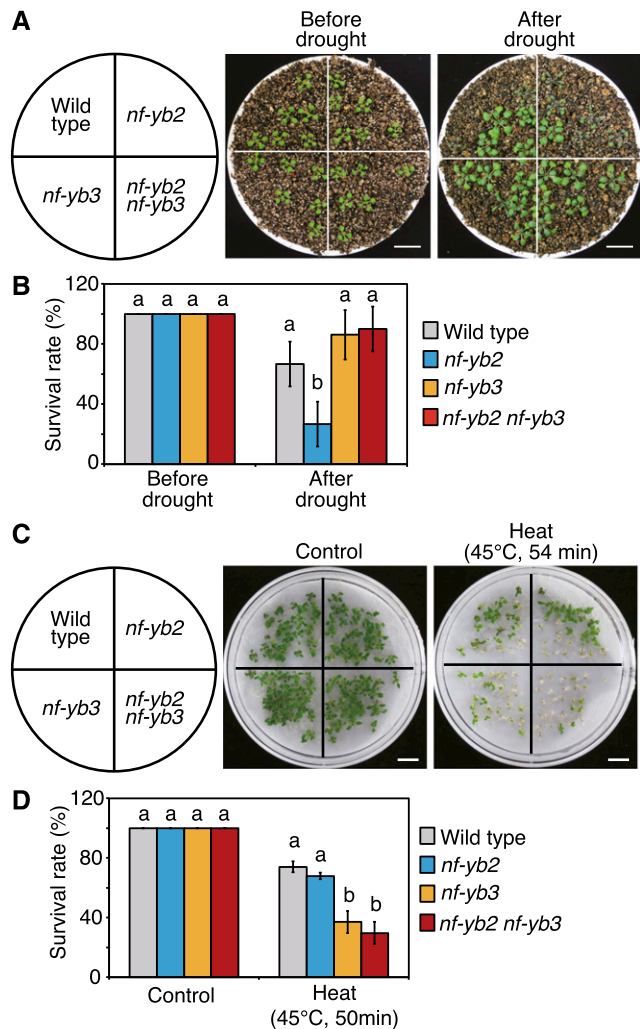 A
Before
drought
After
drought
Wild
type
nf-yb2
nf-yb3
nf-yb2
nf-yb3
B
Survival rate (%)
120
80
40
0
a a a a
a
b
a a
Before
drought
After
drought
Wild type
nf-yb2
nf-yb3
nf-yb2 nf-yb3
C
Control
Heat
(45°C, 54 min)
Wild
type
nf-yb2
nf-yb3
nf-yb2
nf-yb3
D
Survival rate (%)
120
80
40
0
a a a a
a a
b b
Control
Heat
(45°C, 50min)
Wild type
nf-yb2
nf-yb3
nf-yb2 nf-yb3